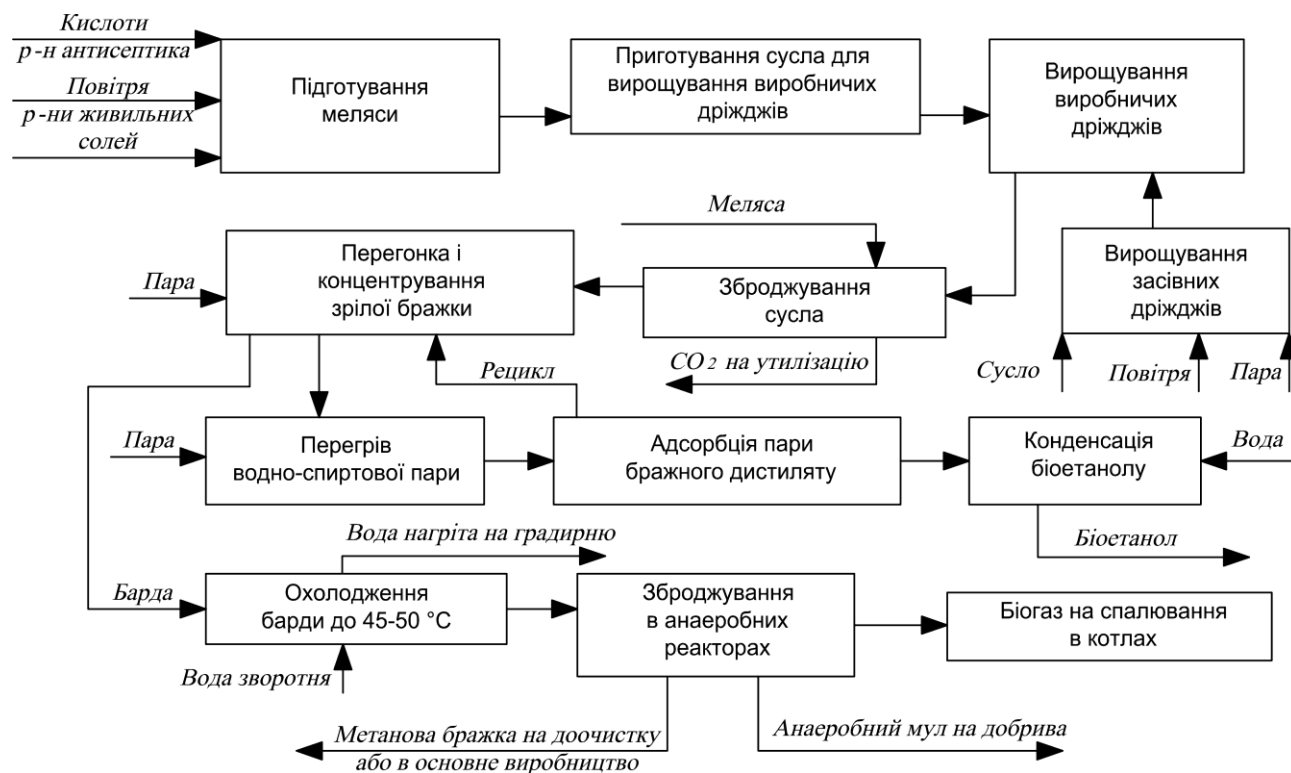 Кислоти
р-н антисептика
Повітря
р-ни живильних
солей
Підготування
меляси
Приготування сусла для
вирощування виробничих
дріжджів
Вирощування
виробничих
дріжджів
Меляса
Пара
Перегонка і
концентрування
зрілої бражки
Зброджування
сусла
Вирощування
засівних
дріжджів
Рецикл
CO2 на утилізацію
Сусло
Повітря
Пара
Пара
Перегрів
водно-спиртової пари
Адсорбція пари
бражного дистиляту
Конденсація
біоетанолу
Вода
Вода нагріта на градирню
Біоетанол
Барда
Охолодження
барди до 45-50 °С
Зброджування
в анаеробних
реакторах
Біогаз на спалювання
в котлах
Вода зворотня
Метанова бражка на доочистку
або в основне виробництво
Анаеробний мул на добрива